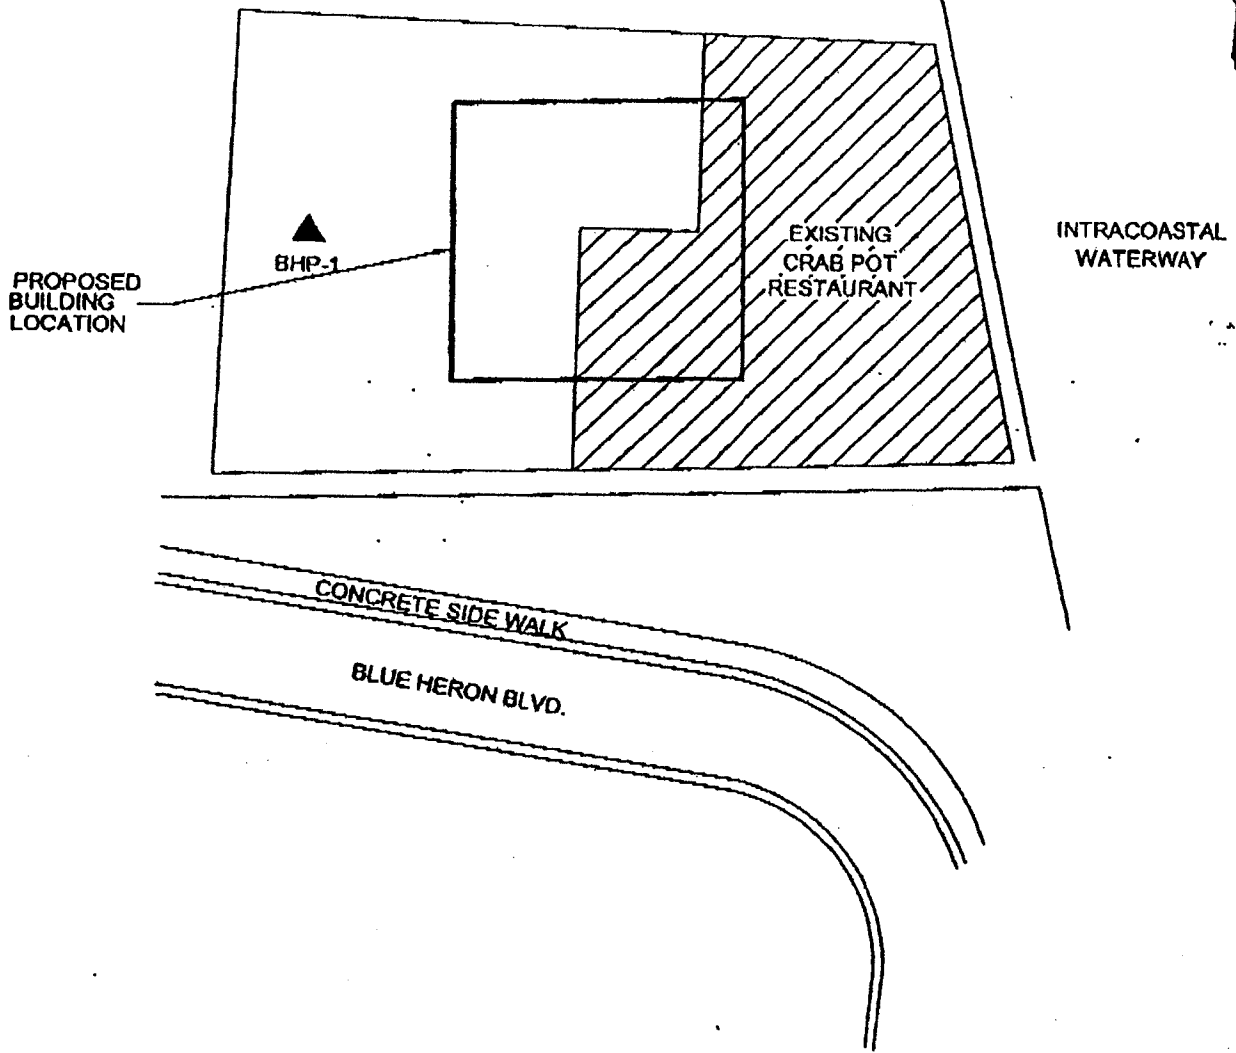 BHP-1
PROPOSED
BUILDING
LOCATION
EXISTING
CRAB POT
RESTAURANT
INTRACOASTAL
WATERWAY
CONCRETE SIDE WALK
BLUE HERON BLVD.